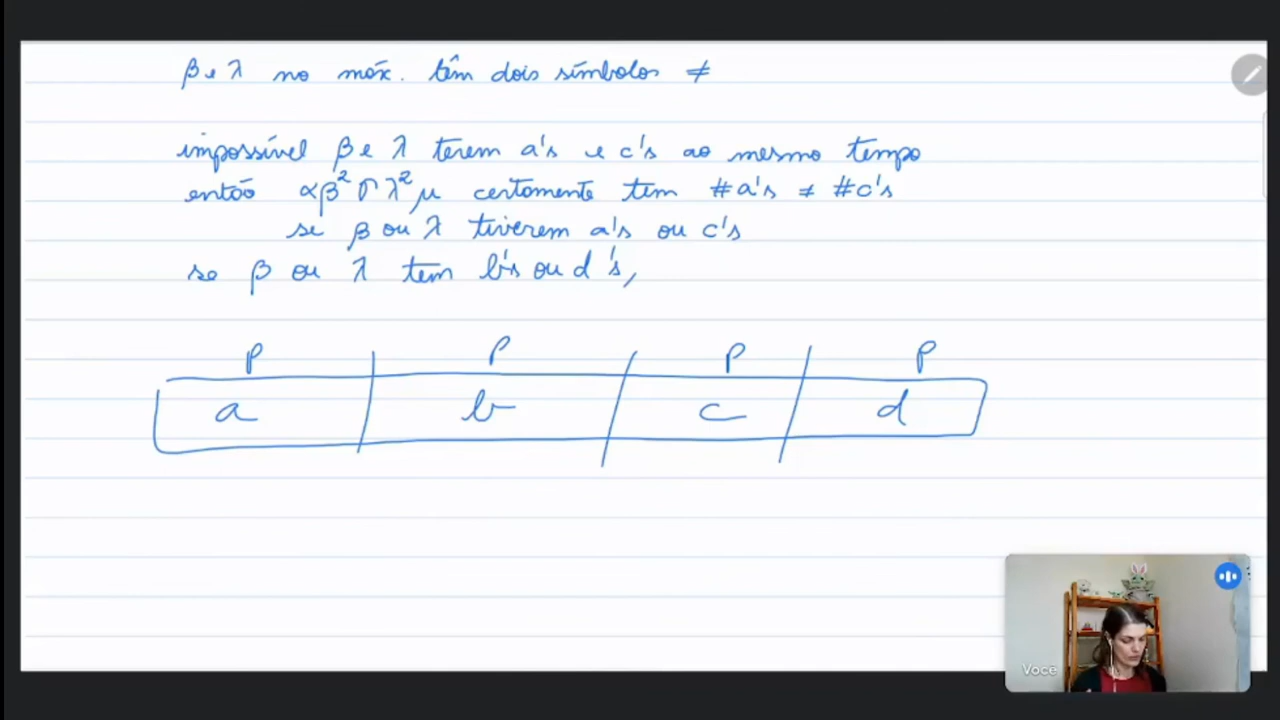 β e λ no máx. têm dois símbolos ≠
impossível β e λ terem a's e c's ao mesmo tempo
então αβ²Γλ²μ certamente tem #a's ≠ #c's
se β ou λ tiverem a's ou c's
se β ou λ tem b's ou d's,
p p p p
a b c d
Você